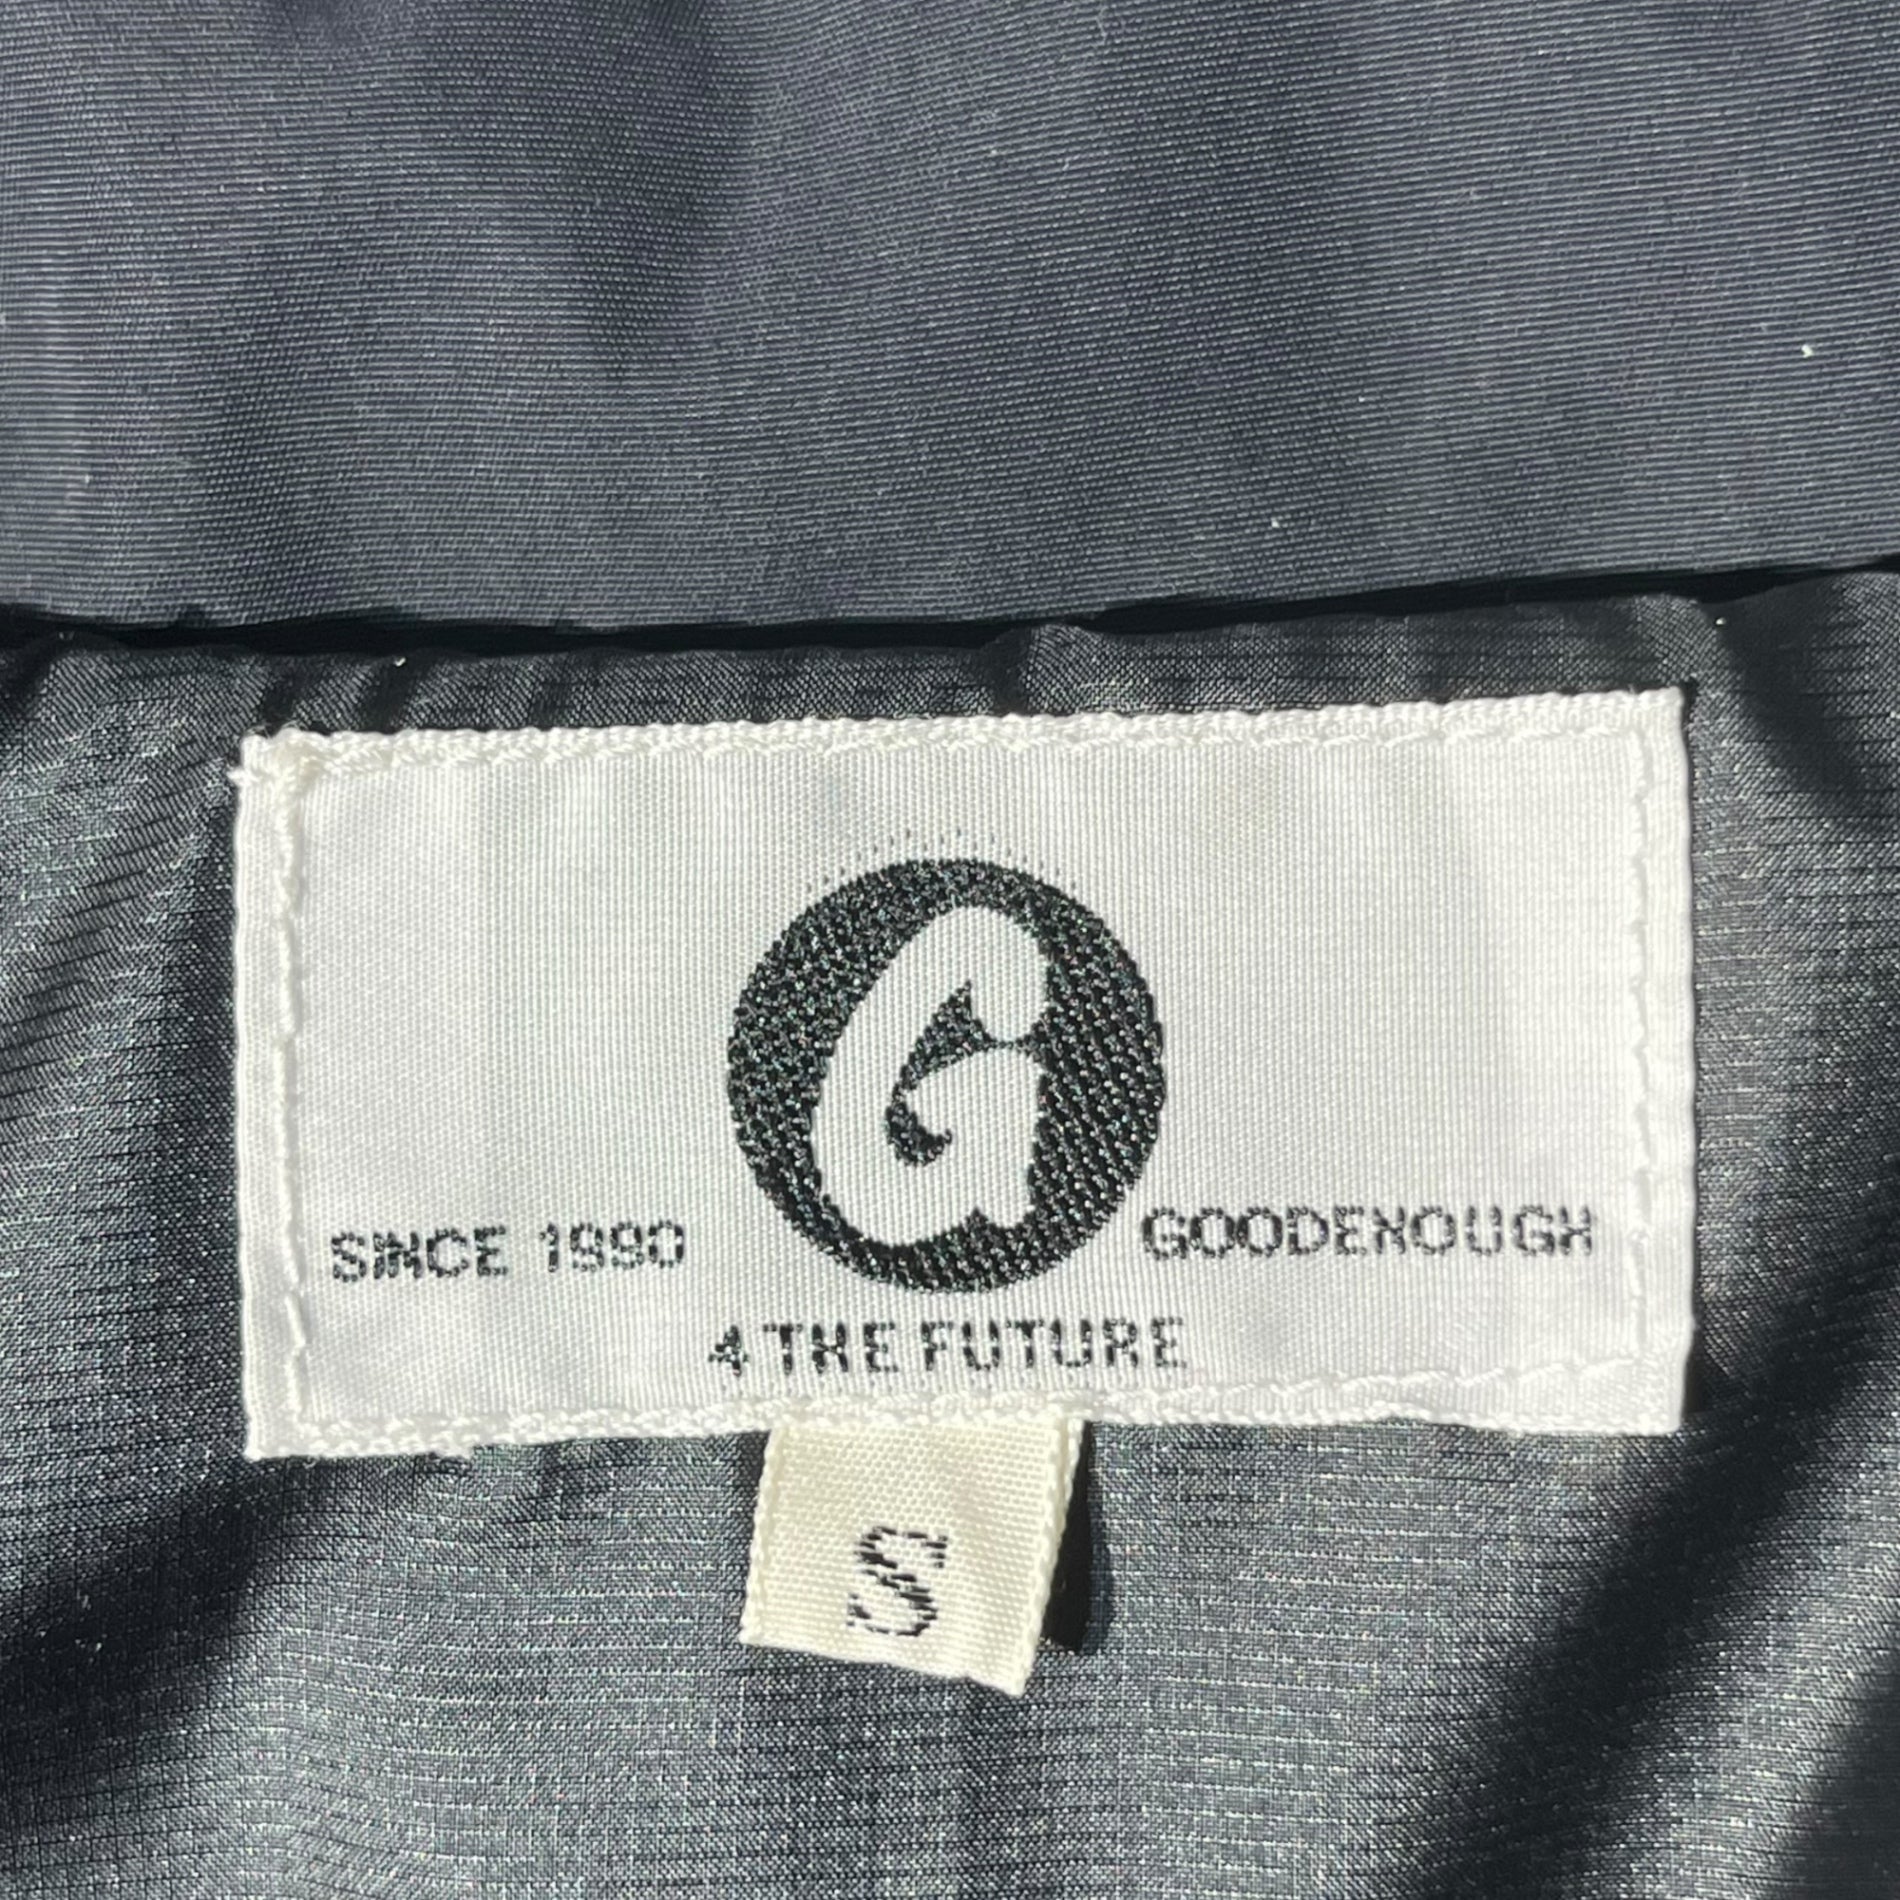 G
SINCE 1990
GOODENOUGH
4 THE FUTURE
S